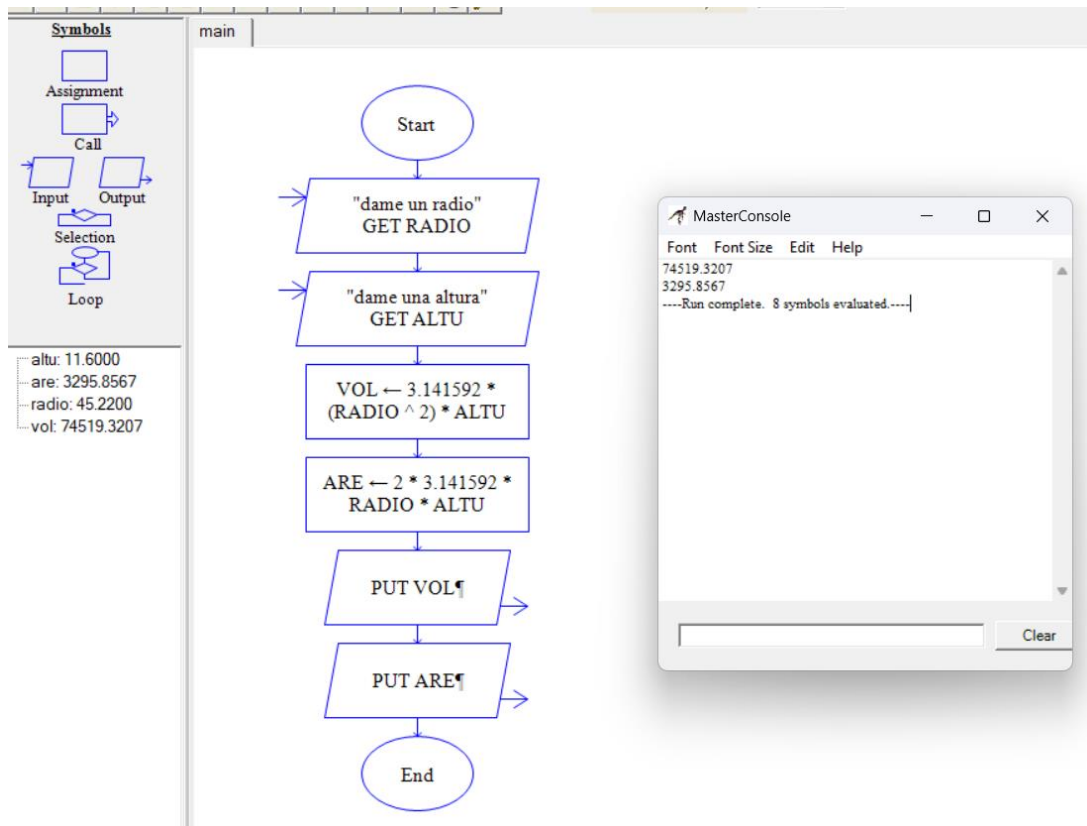 Symbols
Assignment
Call
Input Output
Selection
Loop
altu: 11.6000
are: 3295.8567
radio: 45.2200
vol: 74519.3207
main
Start
"dame un radio"
GET RADIO
"dame una altura"
GET ALTU
VOL ← 3.141592 *
(RADIO ^ 2) * ALTU
ARE ← 2 * 3.141592 *
RADIO * ALTU
PUT VOL¶
PUT ARE¶
End
MasterConsole
Font Font Size Edit Help
74519.3207
3295.8567
----Run complete. 8 symbols evaluated.----
Clear